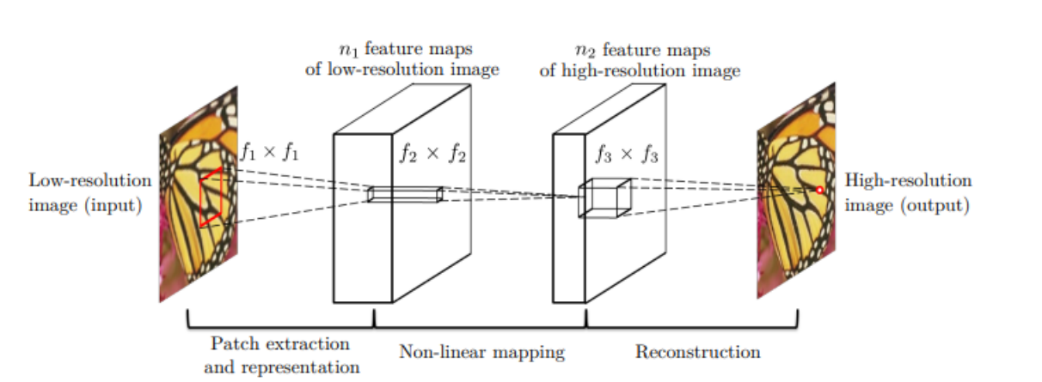 n₁ feature maps
of low-resolution image
n₂ feature maps
of high-resolution image
f₁ × f₁
f₂ × f₂
f₃ × f₃
Low-resolution
image (input)
High-resolution
image (output)
Patch extraction
and representation
Non-linear mapping
Reconstruction